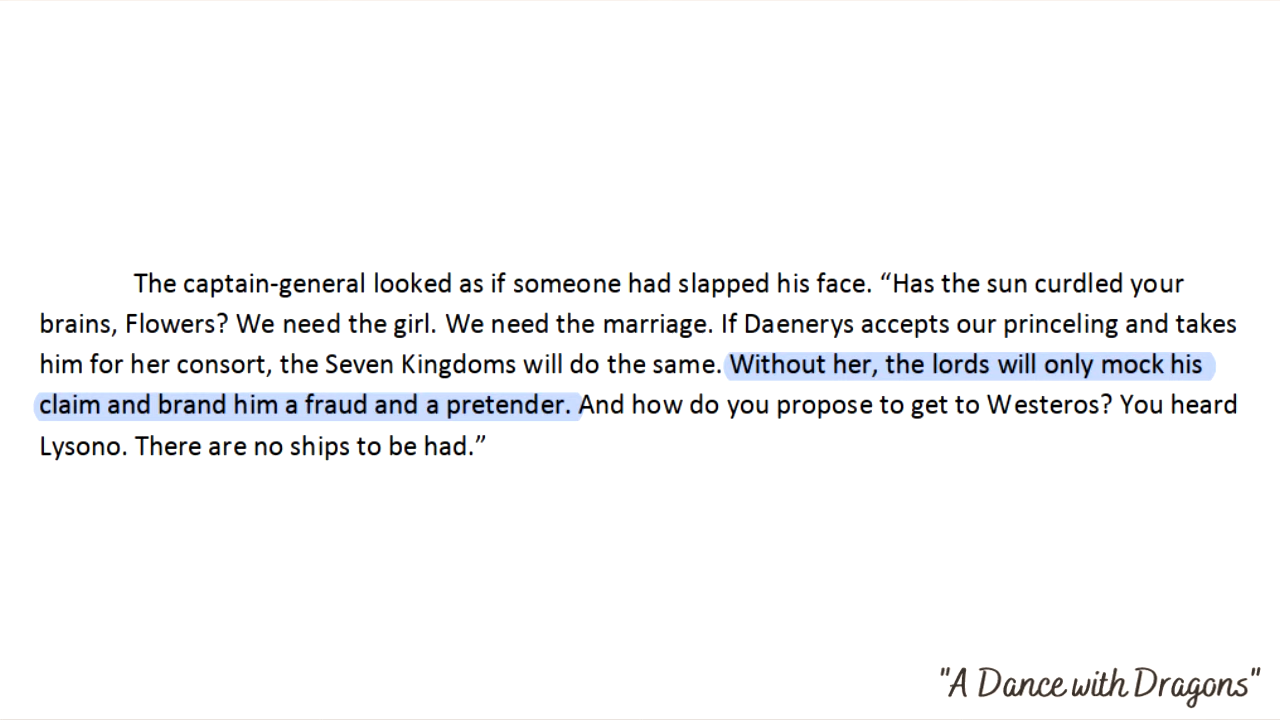 The captain-general looked as if someone had slapped his face. “Has the sun curdled your
brains, Flowers? We need the girl. We need the marriage. If Daenerys accepts our princeling and takes
him for her consort, the Seven Kingdoms will do the same. Without her, the lords will only mock his
claim and brand him a fraud and a pretender. And how do you propose to get to Westeros? You heard
Lysono. There are no ships to be had.”
"A Dance with Dragons"